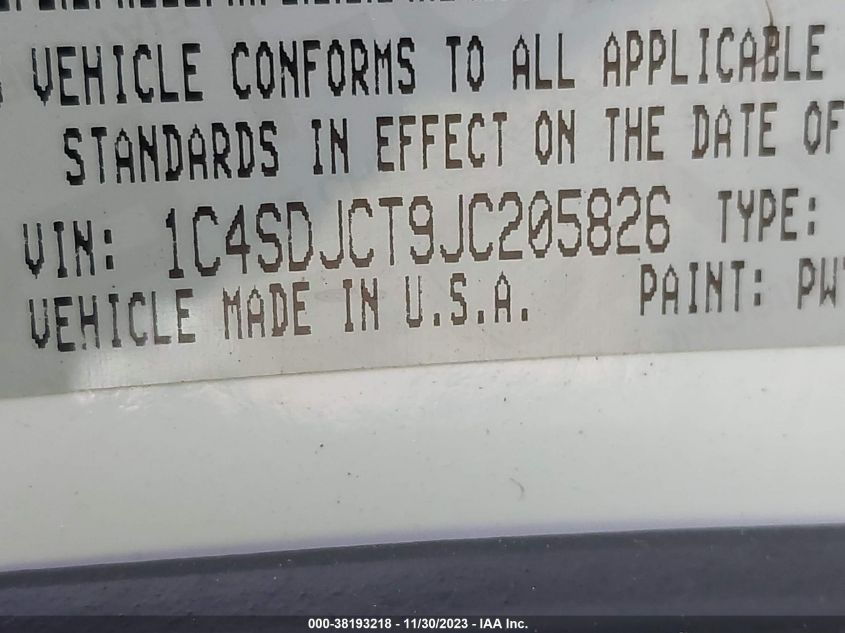 VEHICLE CONFORMS TO ALL APPLICABLE
STANDARDS IN EFFECT ON THE DATE OF
VIN: 1C4SDJCT9JC205826 TYPE:
VEHICLE MADE IN U.S.A. PAINT: PW
000-38193218 - 11/30/2023 - IAA Inc.